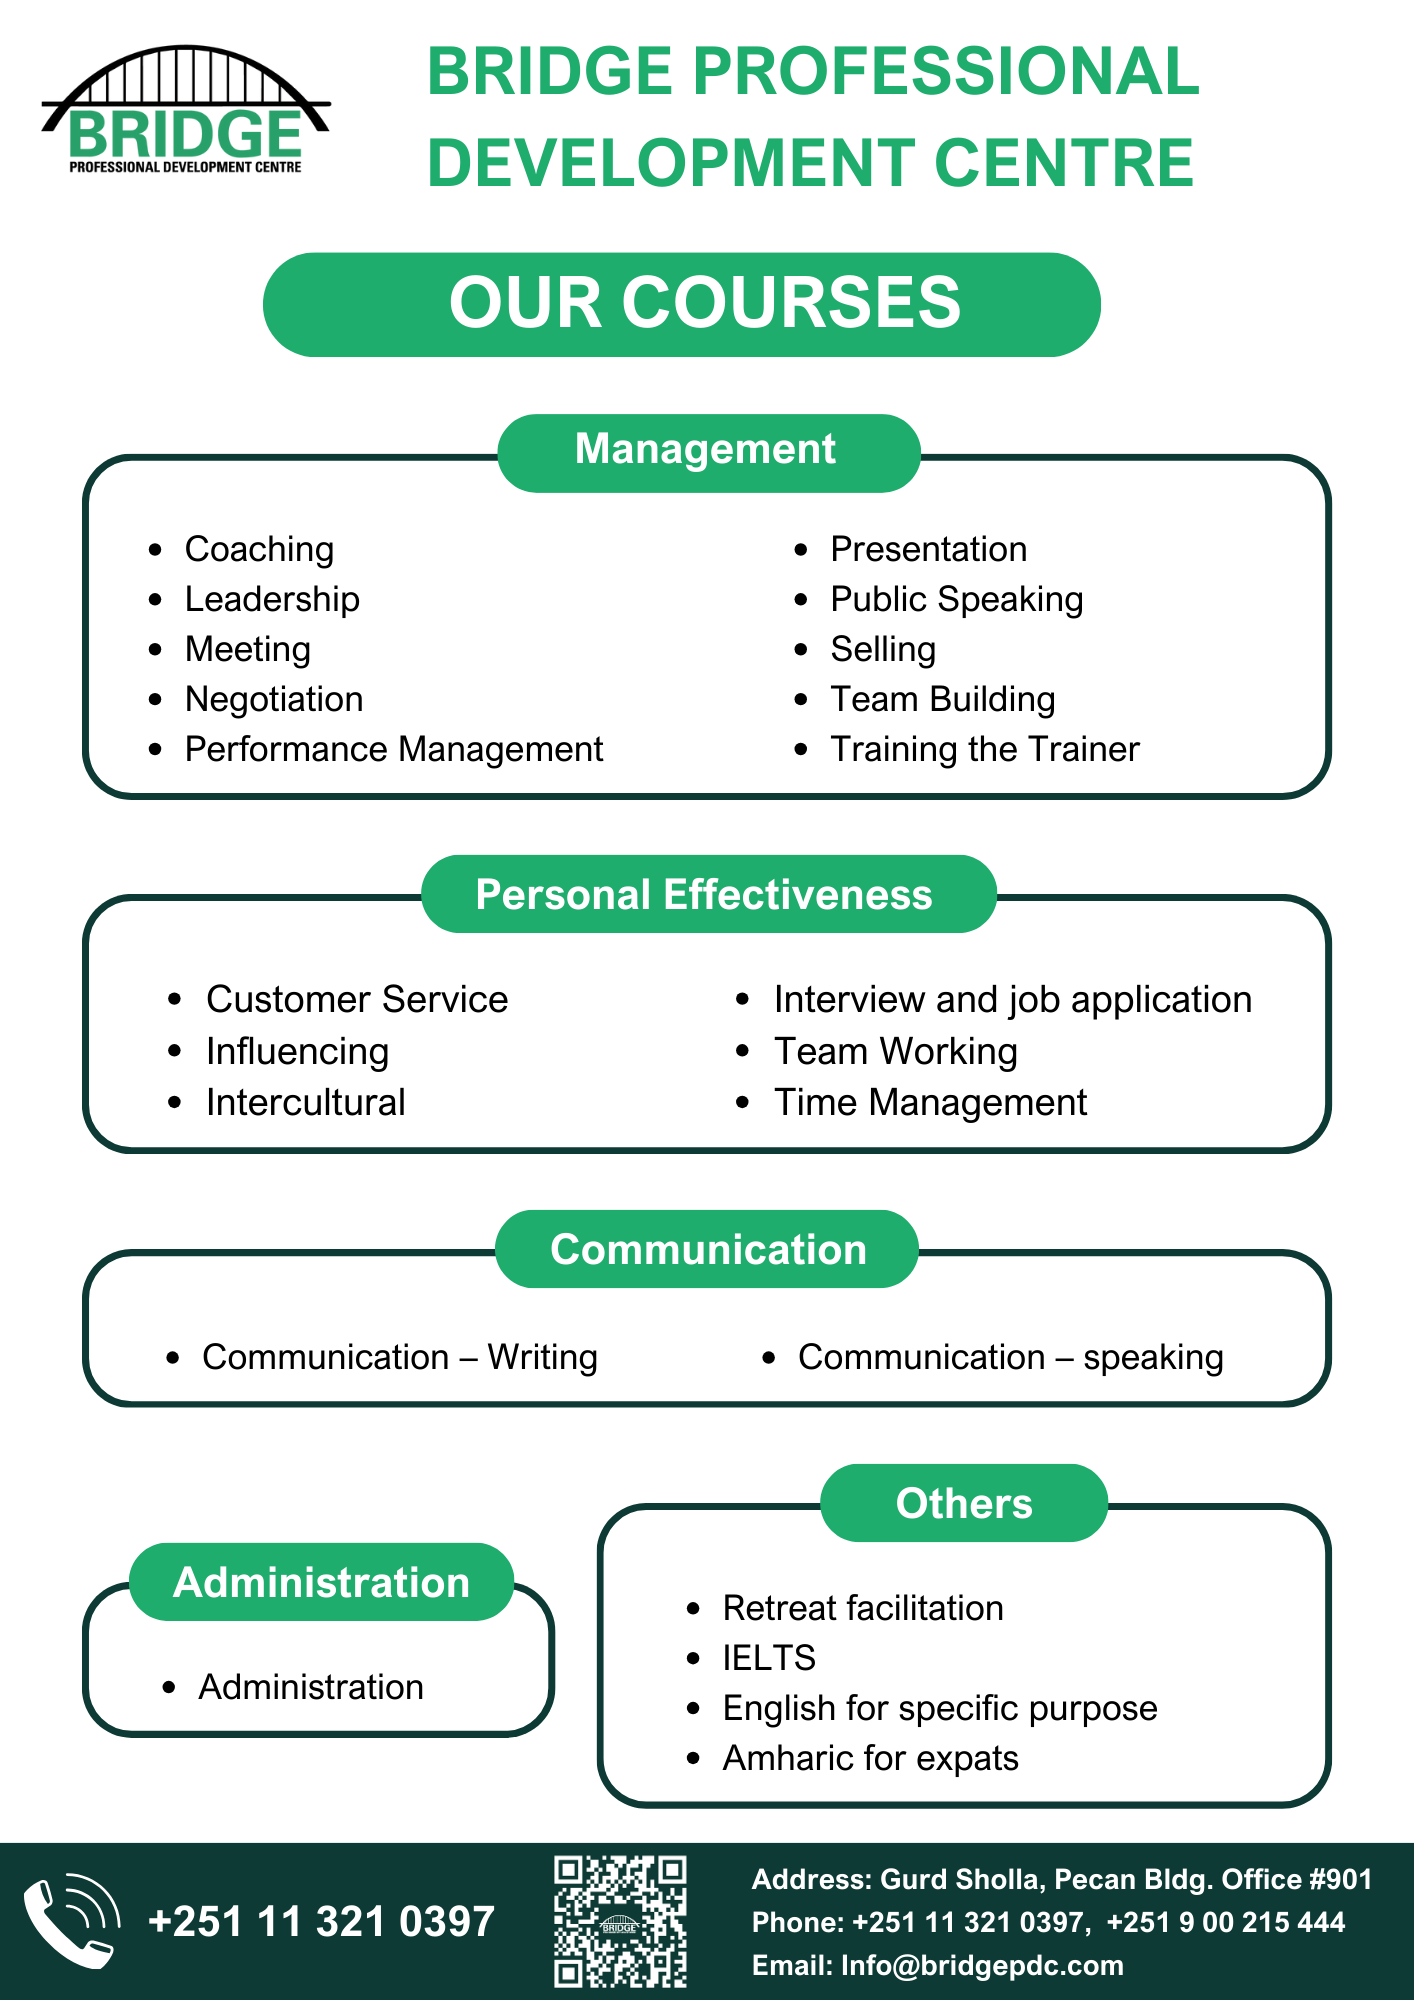 BRIDGE
PROFESSIONAL DEVELOPMENT CENTRE
BRIDGE PROFESSIONAL
DEVELOPMENT CENTRE
OUR COURSES
Management
• Coaching
• Leadership
• Meeting
• Negotiation
• Performance Management
• Presentation
• Public Speaking
• Selling
• Team Building
• Training the Trainer
Personal Effectiveness
• Customer Service
• Influencing
• Intercultural
• Interview and job application
• Team Working
• Time Management
Communication
• Communication – Writing
• Communication – speaking
Administration
• Administration
Others
• Retreat facilitation
• IELTS
• English for specific purpose
• Amharic for expats
+251 11 321 0397
BRIDGE
Address: Gurd Sholla, Pecan Bldg. Office #901
Phone: +251 11 321 0397, +251 9 00 215 444
Email: Info@bridgepdc.com